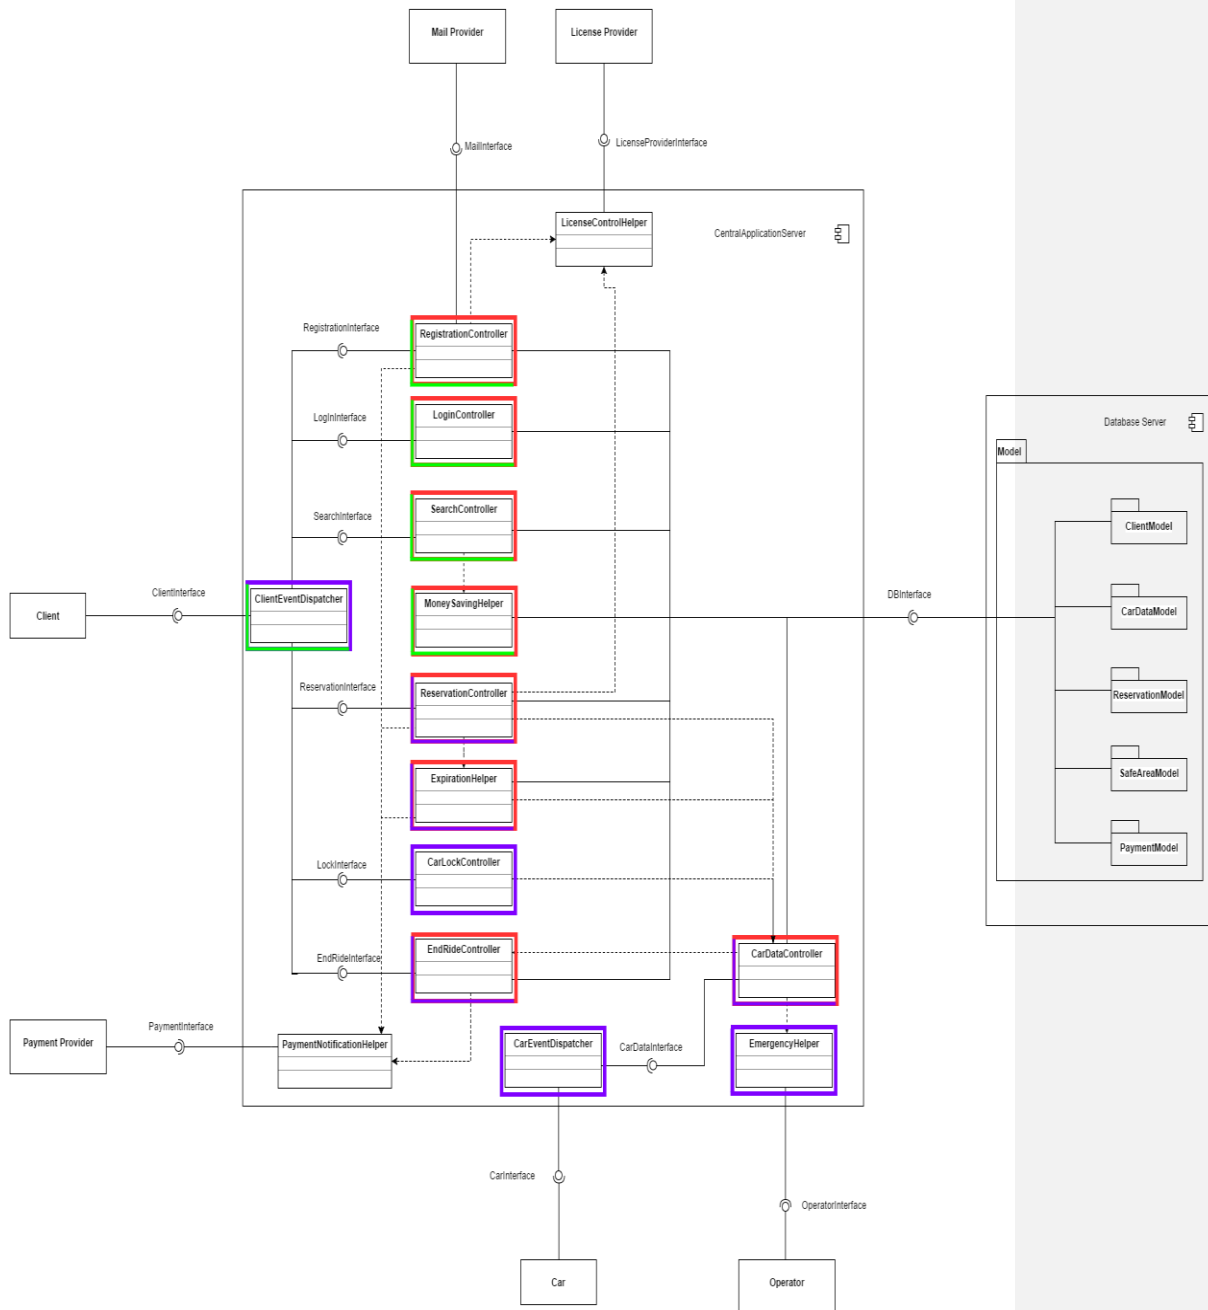 Mail Provider
License Provider
MailInterface
LicenseProviderInterface
LicenseControlHelper
CentralApplicationServer
RegistrationInterface
RegistrationController
LogInInterface
LoginController
Database Server
Model
SearchInterface
SearchController
ClientModel
ClientInterface
ClientEventDispatcher
MoneySavingHelper
DBInterface
CarDataModel
Client
ReservationInterface
ReservationController
ReservationModel
ExpirationHelper
SafeAreaModel
LockInterface
CarLockController
PaymentModel
EndRideInterface
EndRideController
CarDataController
PaymentInterface
Payment Provider
PaymentNotificationHelper
CarEventDispatcher
CarDataInterface
EmergencyHelper
CarInterface
OperatorInterface
Car
Operator